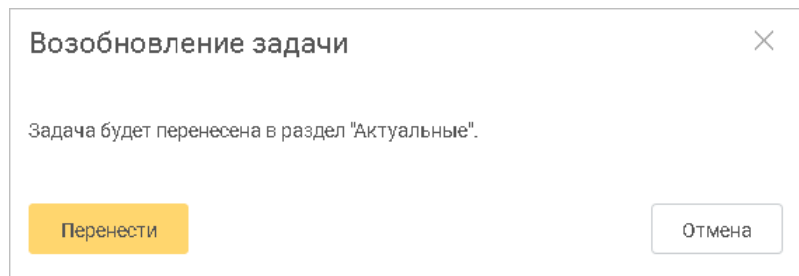 Возобновление задачи
Задача будет перенесена в раздел "Актуальные".
Перенести
Отмена